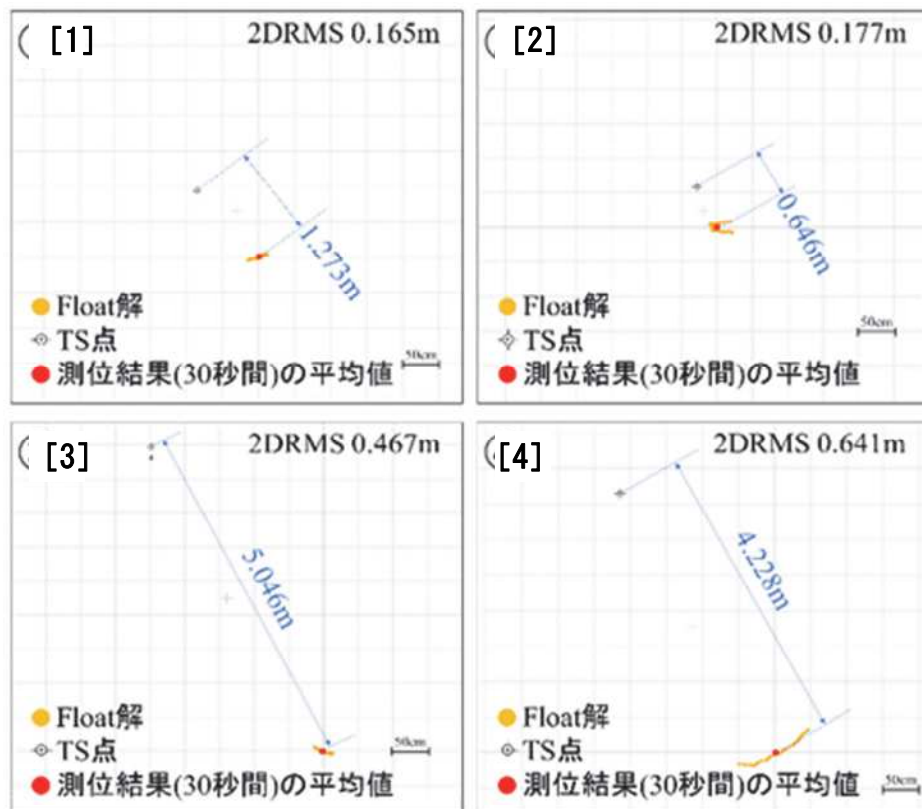 [1]
2DRMS 0.165m
1.273m
Float解
TS点
測位結果(30秒間)の平均値
50cm
[2]
2DRMS 0.177m
0.646m
Float解
TS点
測位結果(30秒間)の平均値
50cm
[3]
2DRMS 0.467m
5.046m
Float解
TS点
測位結果(30秒間)の平均値
50cm
[4]
2DRMS 0.641m
4.228m
Float解
TS点
測位結果(30秒間)の平均値
50cm